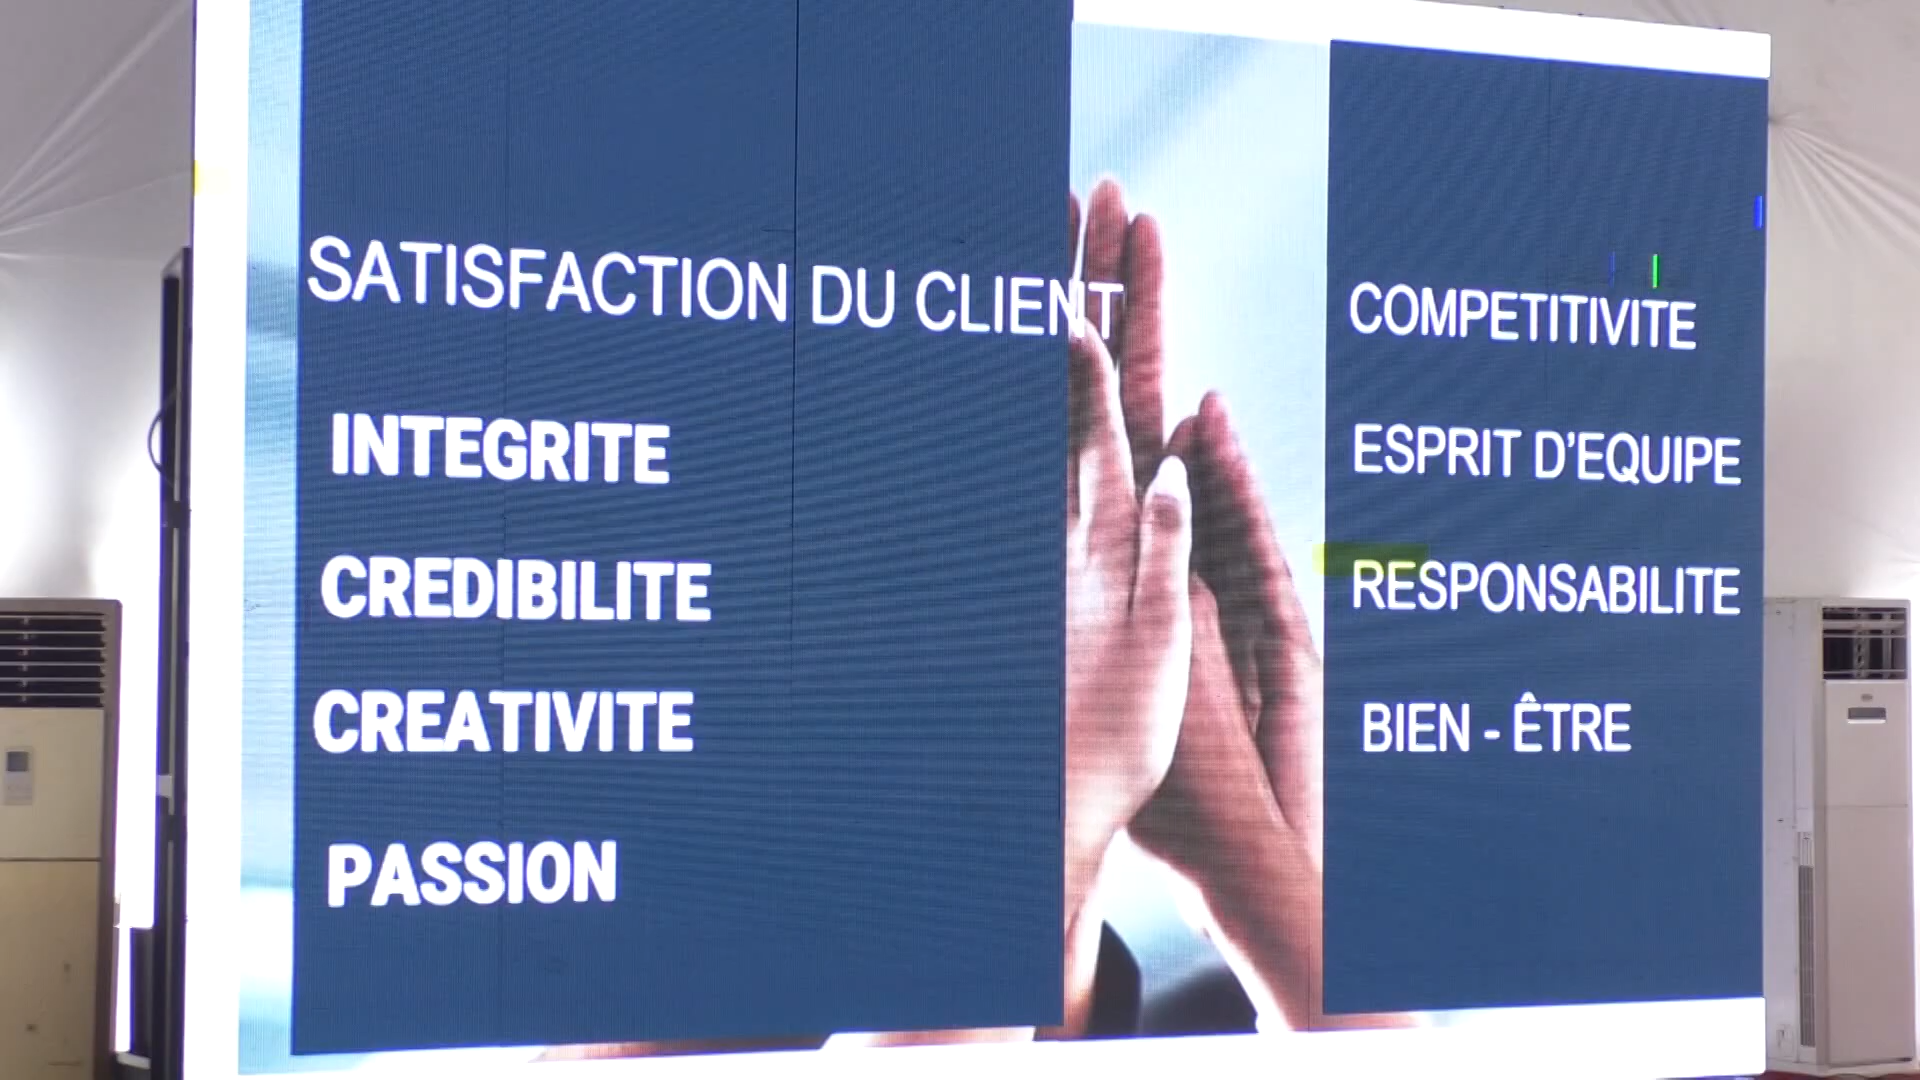 SATISFACTION DU CLIENT
INTEGRITE
CREDIBILITE
CREATIVITE
PASSION
COMPETITIVITE
ESPRIT D'EQUIPE
RESPONSABILITE
BIEN - ÊTRE